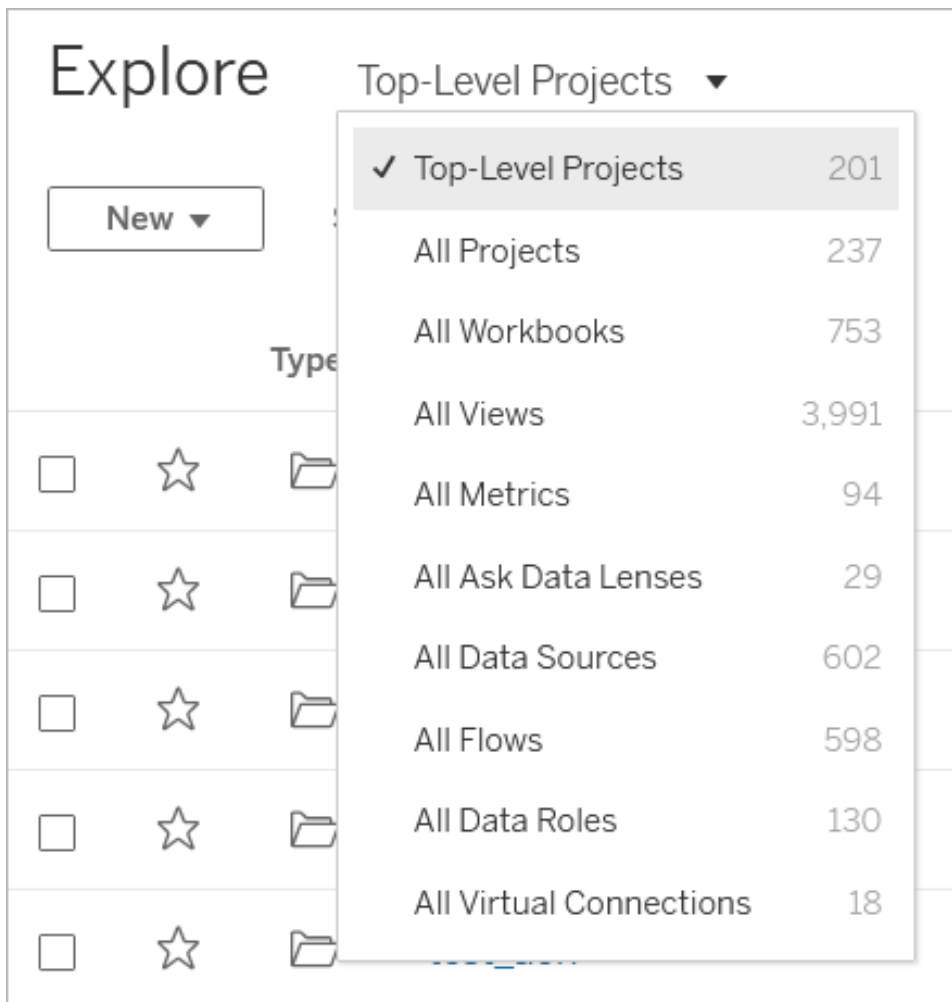 Explore
Top-Level Projects
Top-Level Projects 201
New
All Projects 237
All Workbooks 753
Type
All Views 3,991
All Metrics 94
All Ask Data Lenses 29
All Data Sources 602
All Flows 598
All Data Roles 130
All Virtual Connections 18